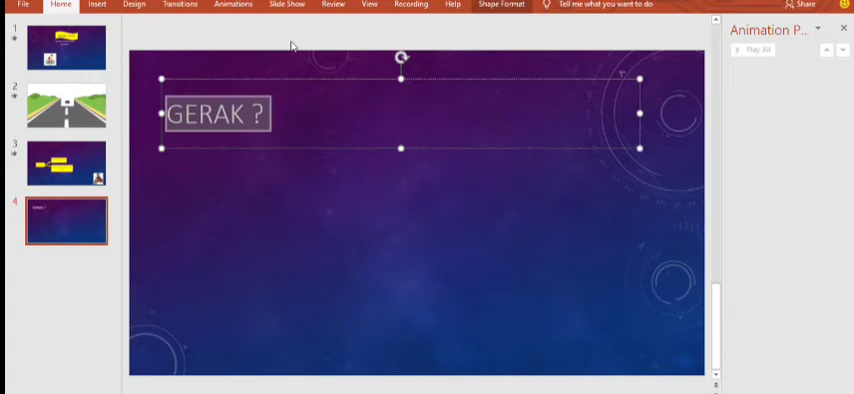 File Home Insert Design Transitions Animations Slide Show Review View Recording Help Shape Format Tell me what you want to do Share
Animation P...
Play All
1
2
3
4
GERAK ?
GERAK ?